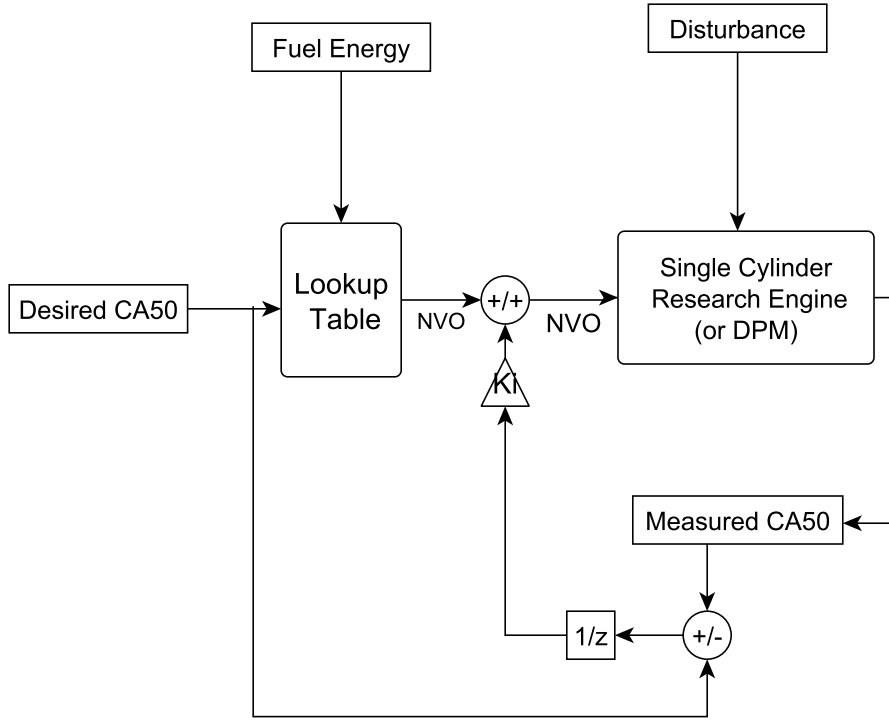 Fuel Energy
Disturbance
Desired CA50
Lookup
Table
NVO
+/+
NVO
Single Cylinder
Research Engine
(or DPM)
Ki
Measured CA50
1/z
+/-